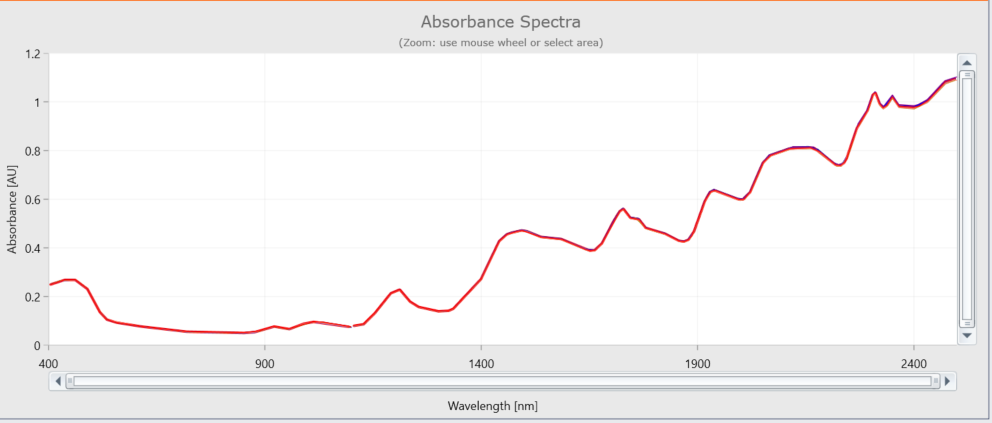 Absorbance Spectra
(Zoom: use mouse wheel or select area)
1.2
1
0.8
0.6
0.4
0.2
0
Absorbance [AU]
400 900 1400 1900 2400
Wavelength [nm]